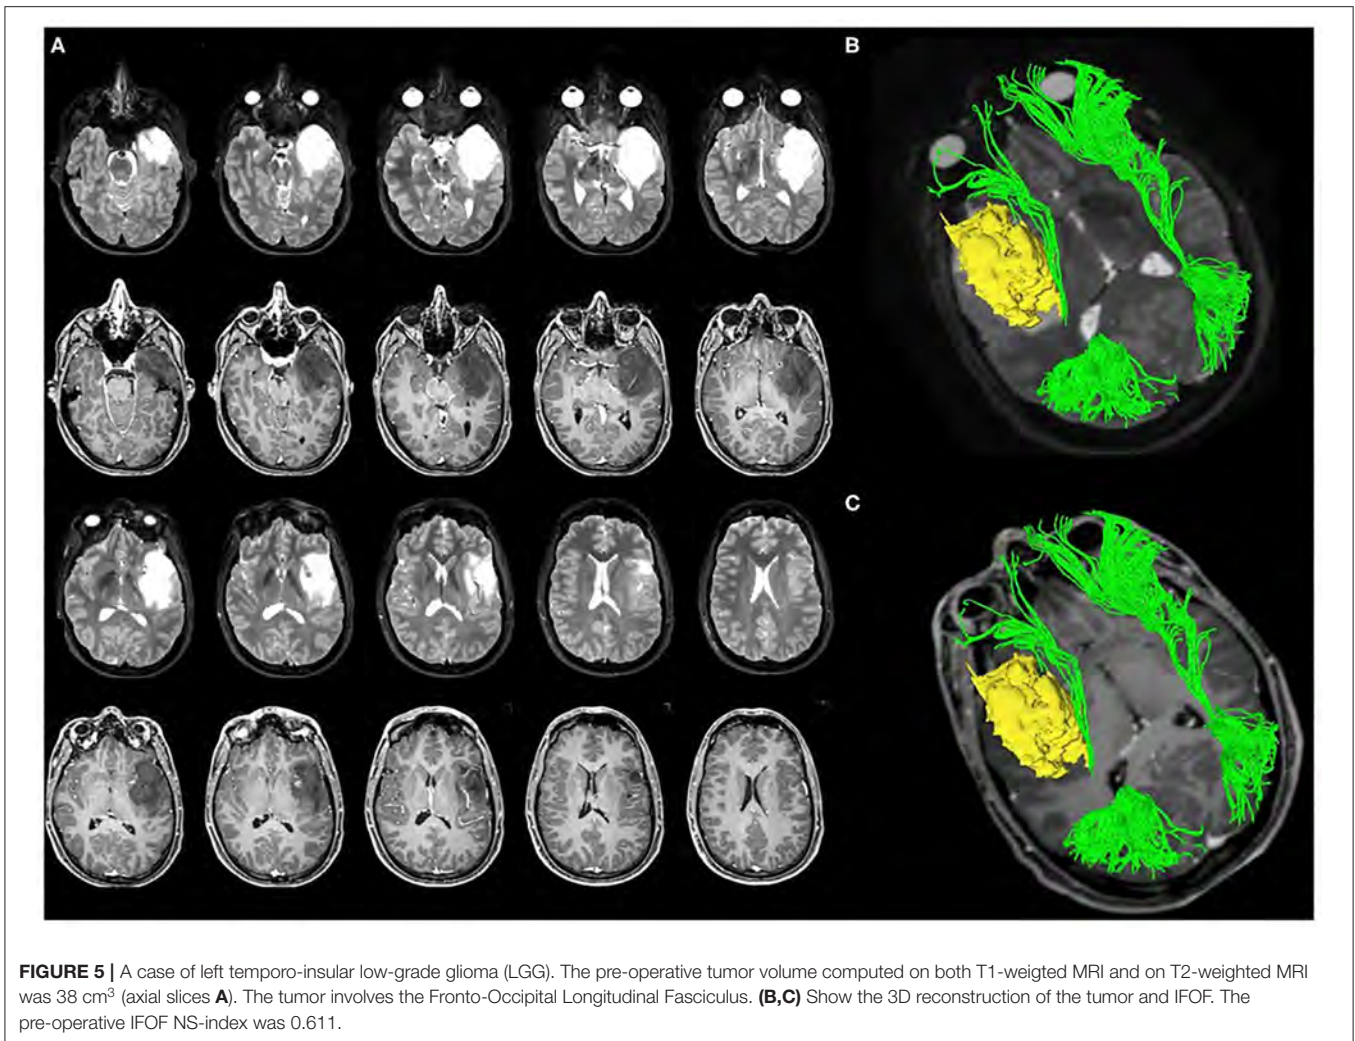 A
B
C
FIGURE 5 | A case of left temporo-insular low-grade glioma (LGG). The pre-operative tumor volume computed on both T1-weigted MRI and on T2-weighted MRI
was 38 cm³ (axial slices A). The tumor involves the Fronto-Occipital Longitudinal Fasciculus. (B,C) Show the 3D reconstruction of the tumor and IFOF. The
pre-operative IFOF NS-index was 0.611.